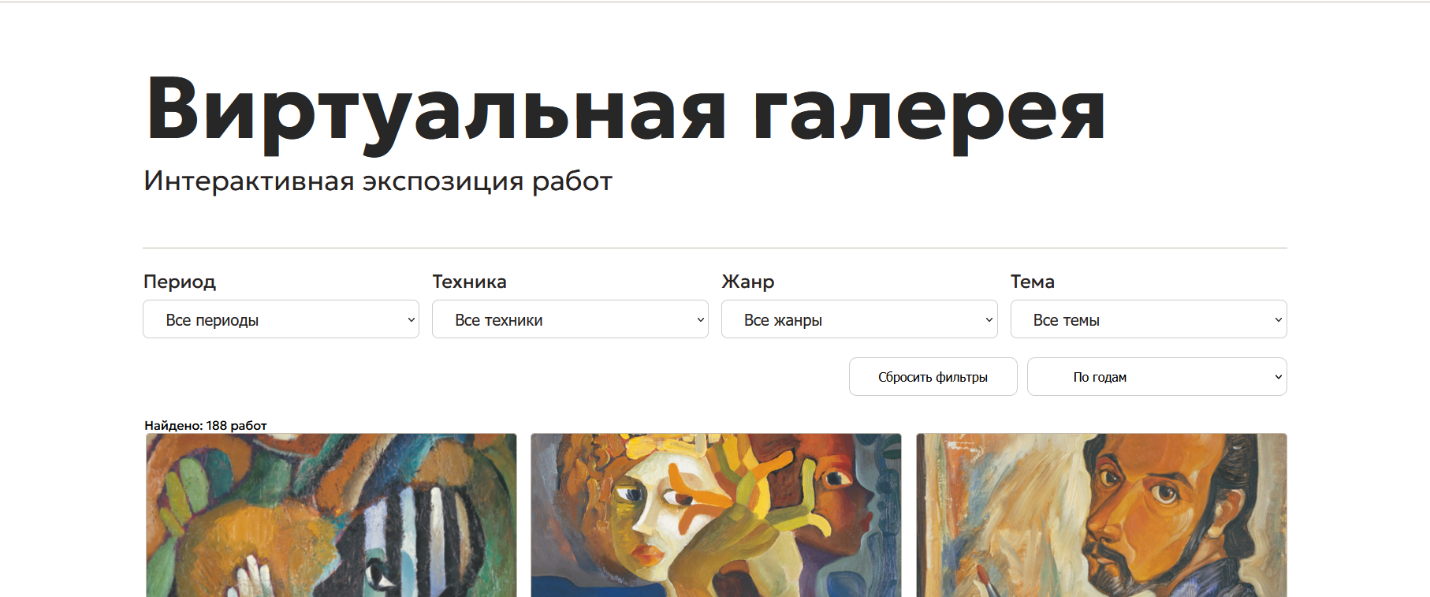 Виртуальная галерея
Интерактивная экспозиция работ
Период Техника Жанр Тема
Все периоды Все техники Все жанры Все темы
Сбросить фильтры По годам
Найдено: 188 работ